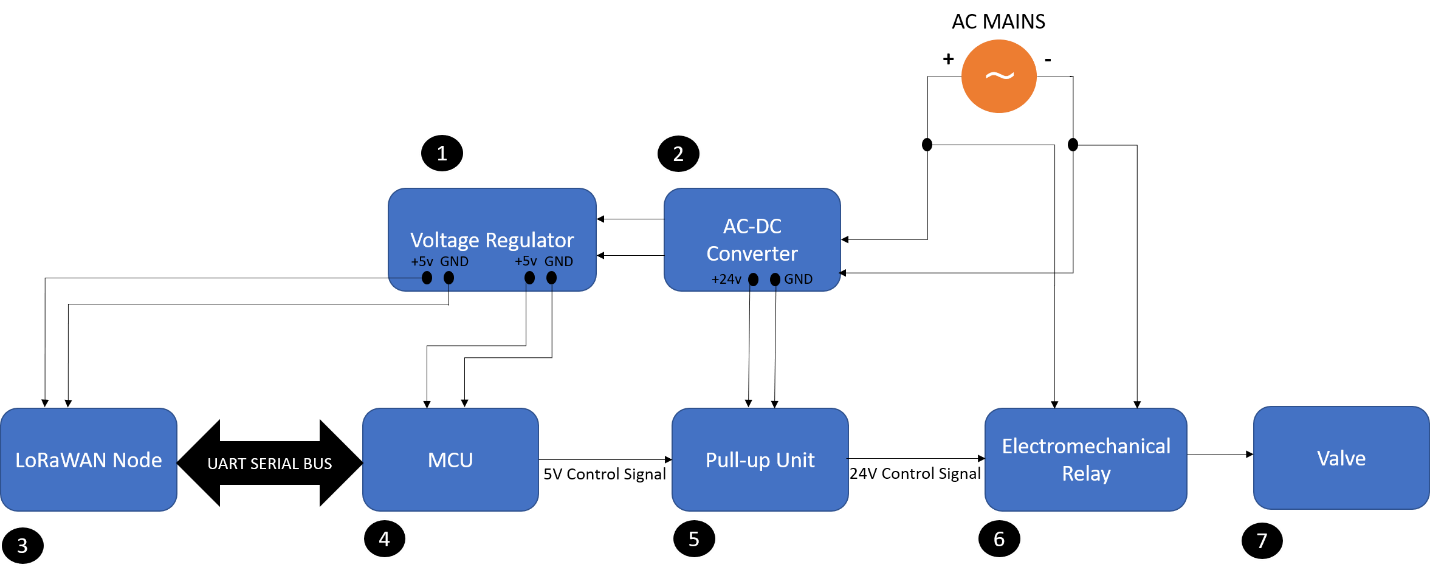 AC MAINS
+ -
~
1
2
Voltage Regulator
+5v GND +5v GND
AC-DC
Converter
+24v GND
LoRaWAN Node
UART SERIAL BUS
MCU
5V Control Signal
Pull-up Unit
24V Control Signal
Electromechanical
Relay
Valve
3
4
5
6
7